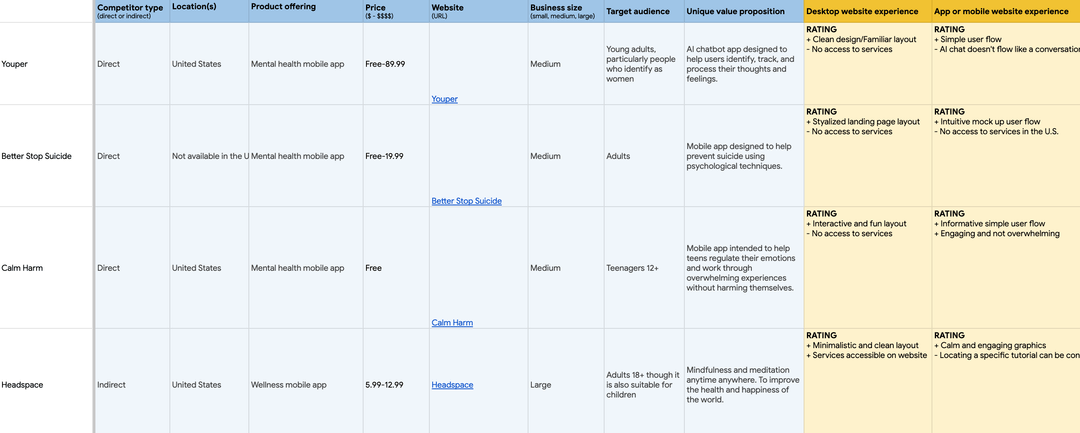 Competitor type
(direct or indirect)
Location(s)
Product offering
Price
($ - $$$$)
Website
(URL)
Business size
(small, medium, large)
Target audience
Unique value proposition
Desktop website experience
App or mobile website experience
Youper
Direct
United States
Mental health mobile app
Free-89.99
Youper
Medium
Young adults,
particularly people
who identify as
women
AI chatbot app designed to
help users identify, track, and
process their thoughts and
feelings.
RATING
+ Clean design/Familiar layout
- No access to services
RATING
+ Simple user flow
- AI chat doesn't flow like a conversation
Better Stop Suicide
Direct
Not available in the U
Mental health mobile app
Free-19.99
Better Stop Suicide
Medium
Adults
Mobile app designed to help
prevent suicide using
psychological techniques.
RATING
+ Styalized landing page layout
- No access to services
RATING
+ Intuitive mock up user flow
- No access to services in the U.S.
Calm Harm
Direct
United States
Mental health mobile app
Free
Calm Harm
Medium
Teenagers 12+
Mobile app intended to help
teens regulate their emotions
and work through
overwhelming experiences
without harming themselves.
RATING
+ Interactive and fun layout
- No access to services
RATING
+ Informative simple user flow
+ Engaging and not overwhelming
Headspace
Indirect
United States
Wellness mobile app
5.99-12.99
Headspace
Large
Adults 18+ though it
is also suitable for
children
Mindfulness and meditation
anytime anywhere. To improve
the health and happiness of
the world.
RATING
+ Minimalistic and clean layout
+ Services accessible on website
RATING
+ Calm and engaging graphics
- Locating a specific tutorial can be con